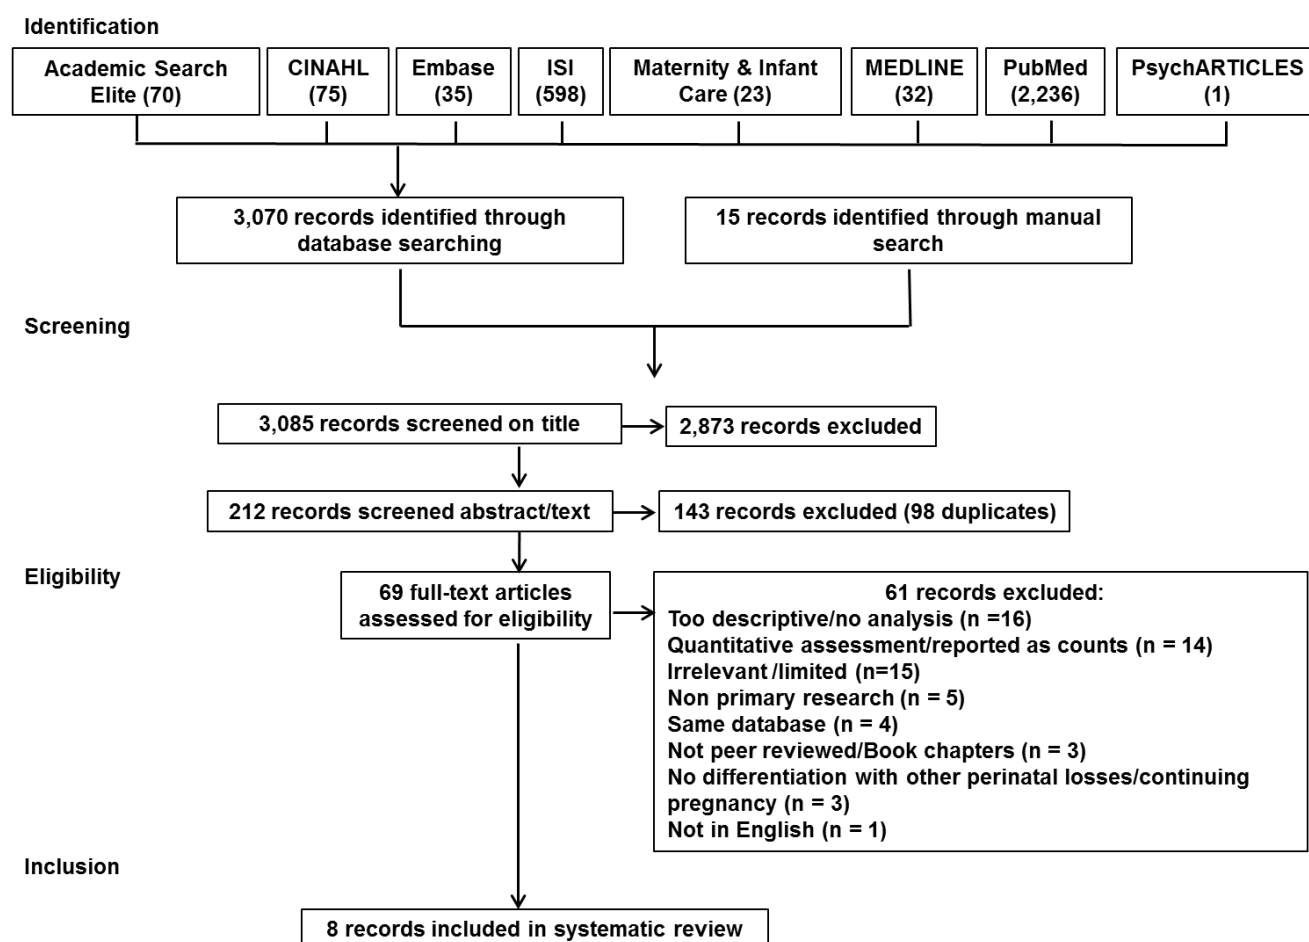 Identification
Academic Search
Elite (70)
CINAHL
(75)
Embase
(35)
ISI
(598)
Maternity & Infant
Care (23)
MEDLINE
(32)
PubMed
(2,236)
PsychARTICLES
(1)
3,070 records identified through
database searching
15 records identified through manual
search
Screening
3,085 records screened on title
2,873 records excluded
212 records screened abstract/text
143 records excluded (98 duplicates)
Eligibility
69 full-text articles
assessed for eligibility
61 records excluded:
Too descriptive/no analysis (n =16)
Quantitative assessment/reported as counts (n = 14)
Irrelevant /limited (n=15)
Non primary research (n = 5)
Same database (n = 4)
Not peer reviewed/Book chapters (n = 3)
No differentiation with other perinatal losses/continuing
pregnancy (n = 3)
Not in English (n = 1)
Inclusion
8 records included in systematic review